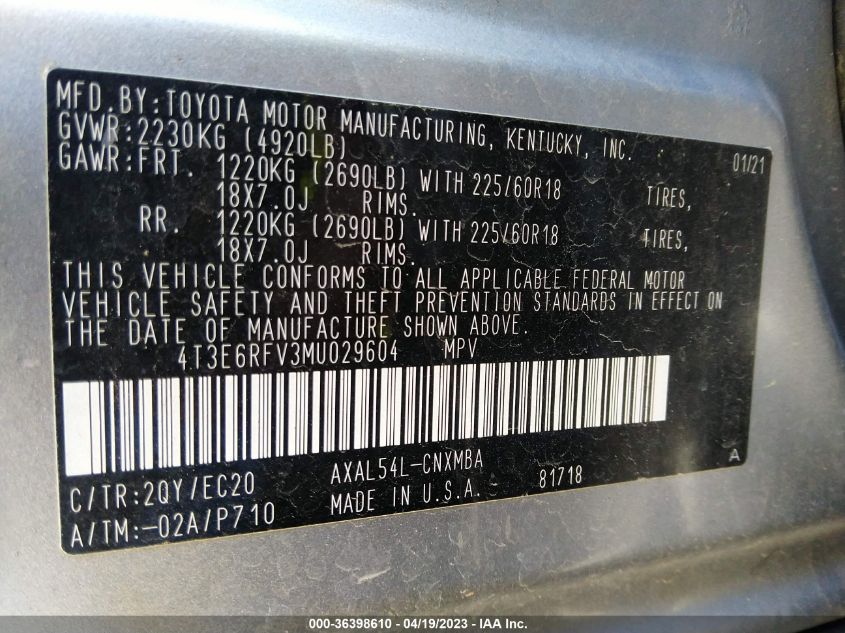 MFD.BY:TOYOTA MOTOR MANUFACTURING, KENTUCKY, INC.
GVWR:2230KG (4920LB) 01/21
GAWR:FRT. 1220KG (2690LB) WITH 225/60R18 TIRES,
18X7.0J RIMS.
RR. 1220KG (2690LB) WITH 225/60R18 TIRES,
18X7.0J RIMS.
THIS VEHICLE CONFORMS TO ALL APPLICABLE FEDERAL MOTOR
VEHICLE SAFETY AND THEFT PREVENTION STANDARDS IN EFFECT ON
THE DATE OF MANUFACTURE SHOWN ABOVE.
4T3E6RFV3MU029604 MPV
C/TR:2QY/EC20 AXAL54L-CNXMBA A
A/TM:-02A/P710 MADE IN U.S.A. 81718
000-36398610 - 04/19/2023 - IAA Inc.